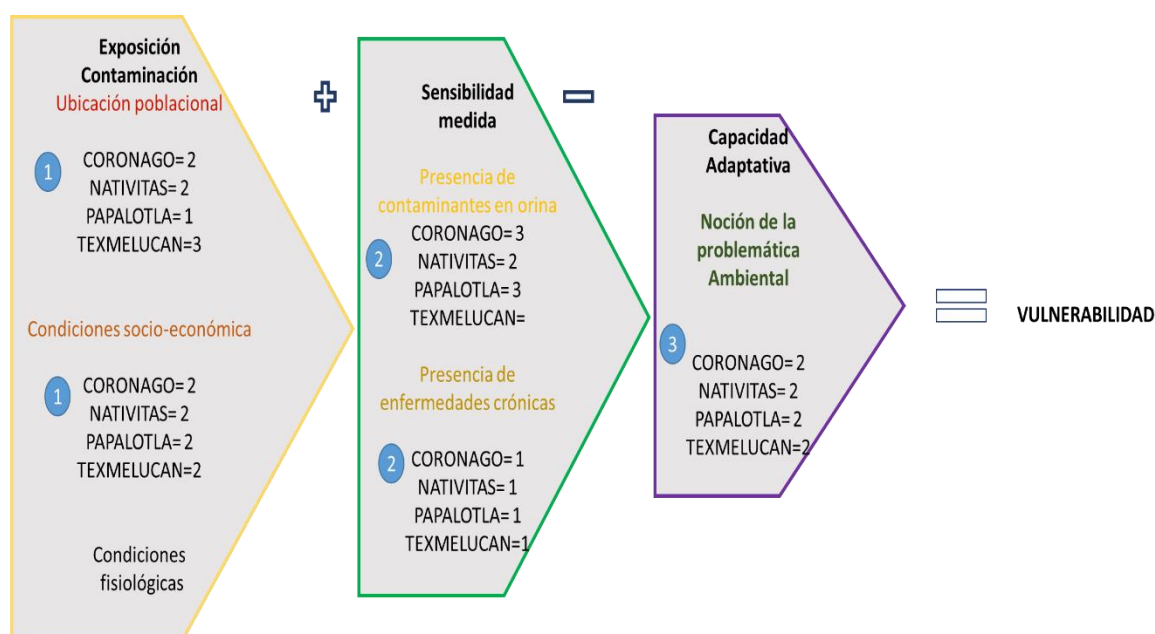 Exposición
Contaminación
Ubicación poblacional
1
CORONAGO= 2
NATIVITAS= 2
PAPALOTLA= 1
TEXMELUCAN=3
Condiciones socio-económica
1
CORONAGO= 2
NATIVITAS= 2
PAPALOTLA= 2
TEXMELUCAN=2
Condiciones
fisiológicas
+
Sensibilidad
medida
Presencia de
contaminantes en orina
2
CORONAGO= 3
NATIVITAS= 2
PAPALOTLA= 3
TEXMELUCAN=
Presencia de
enfermedades crónicas
2
CORONAGO= 1
NATIVITAS= 1
PAPALOTLA= 1
TEXMELUCAN=1
−
Capacidad
Adaptativa
Noción de la
problemática
Ambiental
3
CORONAGO= 2
NATIVITAS= 2
PAPALOTLA= 2
TEXMELUCAN=2
=
VULNERABILIDAD